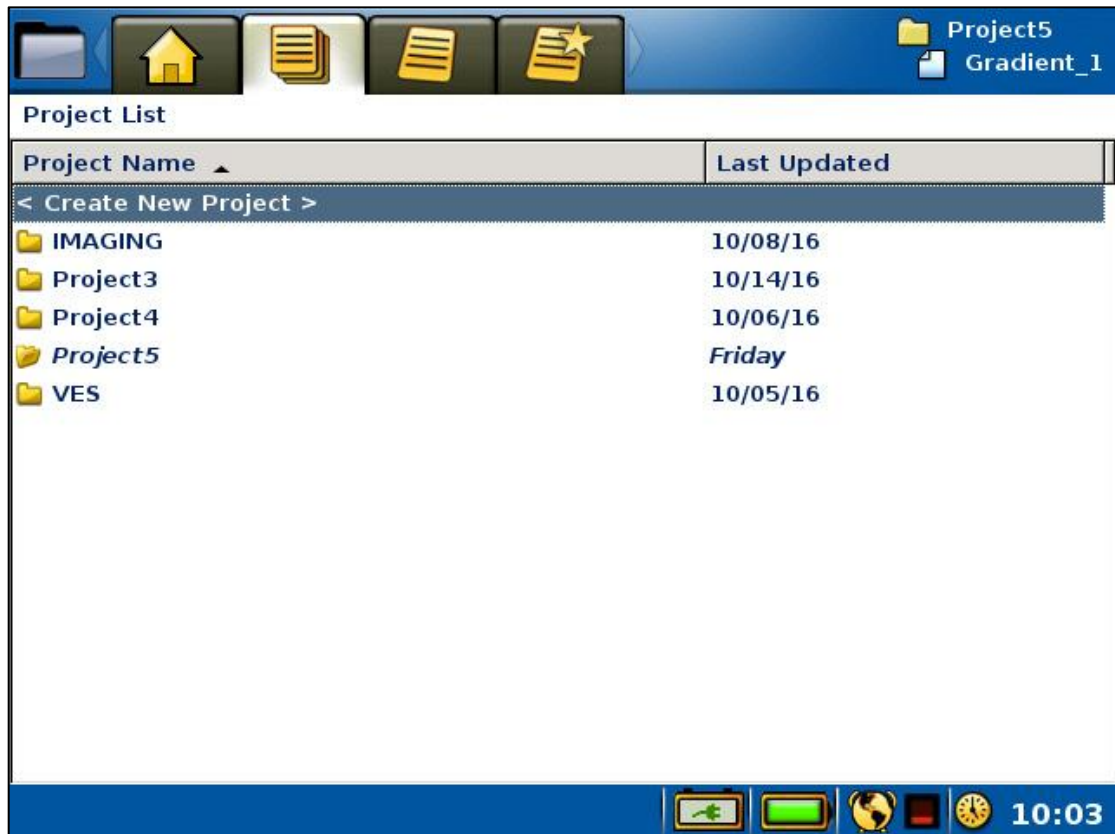 Project5
Gradient_1
Project List
Project Name Last Updated
< Create New Project >
IMAGING 10/08/16
Project3 10/14/16
Project4 10/06/16
Project5 Friday
VES 10/05/16
10:03